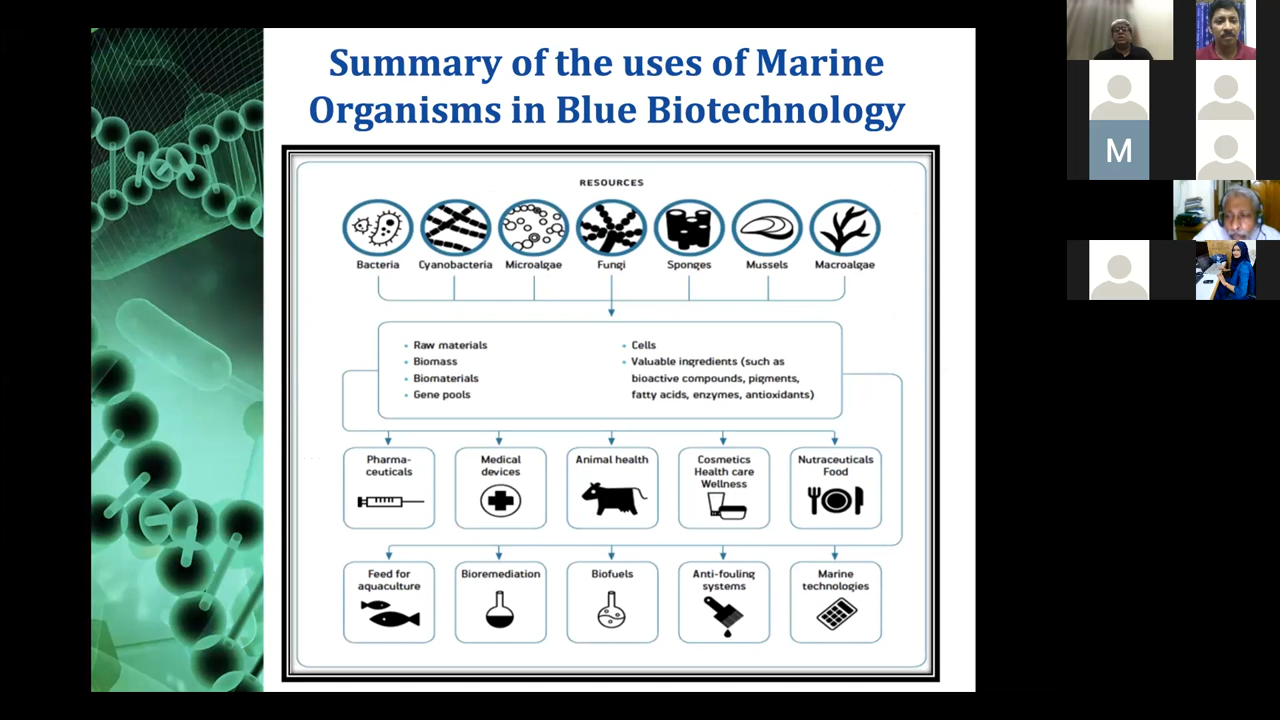 Summary of the uses of Marine
Organisms in Blue Biotechnology
RESOURCES
Bacteria Cyanobacteria Microalgae Fungi Sponges Mussels Macroalgae
• Raw materials
• Biomass
• Biomaterials
• Gene pools
• Cells
• Valuable ingredients (such as
bioactive compounds, pigments,
fatty acids, enzymes, antioxidants)
Pharma-
ceuticals
Medical
devices
Animal health
Cosmetics
Health care
Wellness
Nutraceuticals
Food
Feed for
aquaculture
Bioremediation
Biofuels
Anti-fouling
systems
Marine
technologies
M